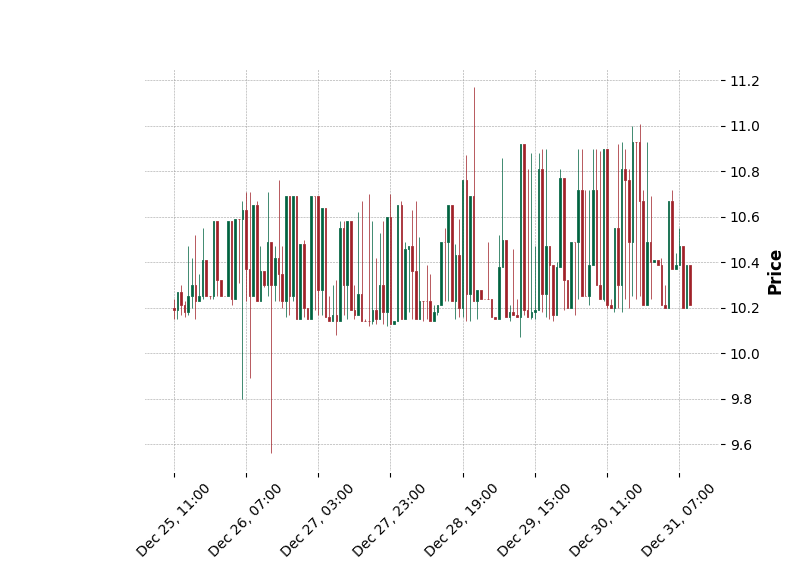 11.2
11.0
10.8
10.6
10.4
10.2
10.0
9.8
9.6
Price
Dec 25, 11:00
Dec 26, 07:00
Dec 27, 03:00
Dec 27, 23:00
Dec 28, 19:00
Dec 29, 15:00
Dec 30, 11:00
Dec 31, 07:00